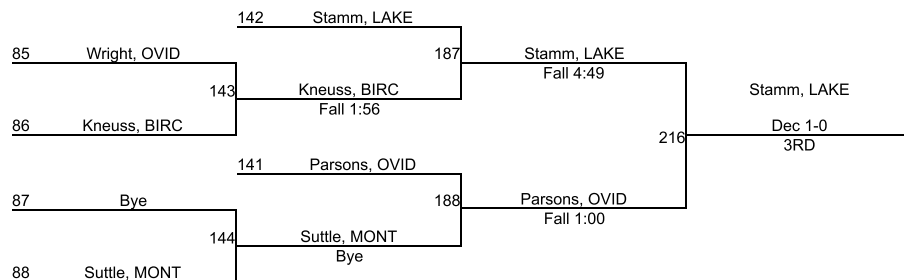 142 Stamm, LAKE
85 Wright, OVID
187 Stamm, LAKE
Fall 4:49
143 Kneuss, BIRC
Fall 1:56
Stamm, LAKE
86 Kneuss, BIRC
216 Dec 1-0
3RD
141 Parsons, OVID
87 Bye
188 Parsons, OVID
Fall 1:00
144 Suttle, MONT
Bye
88 Suttle, MONT